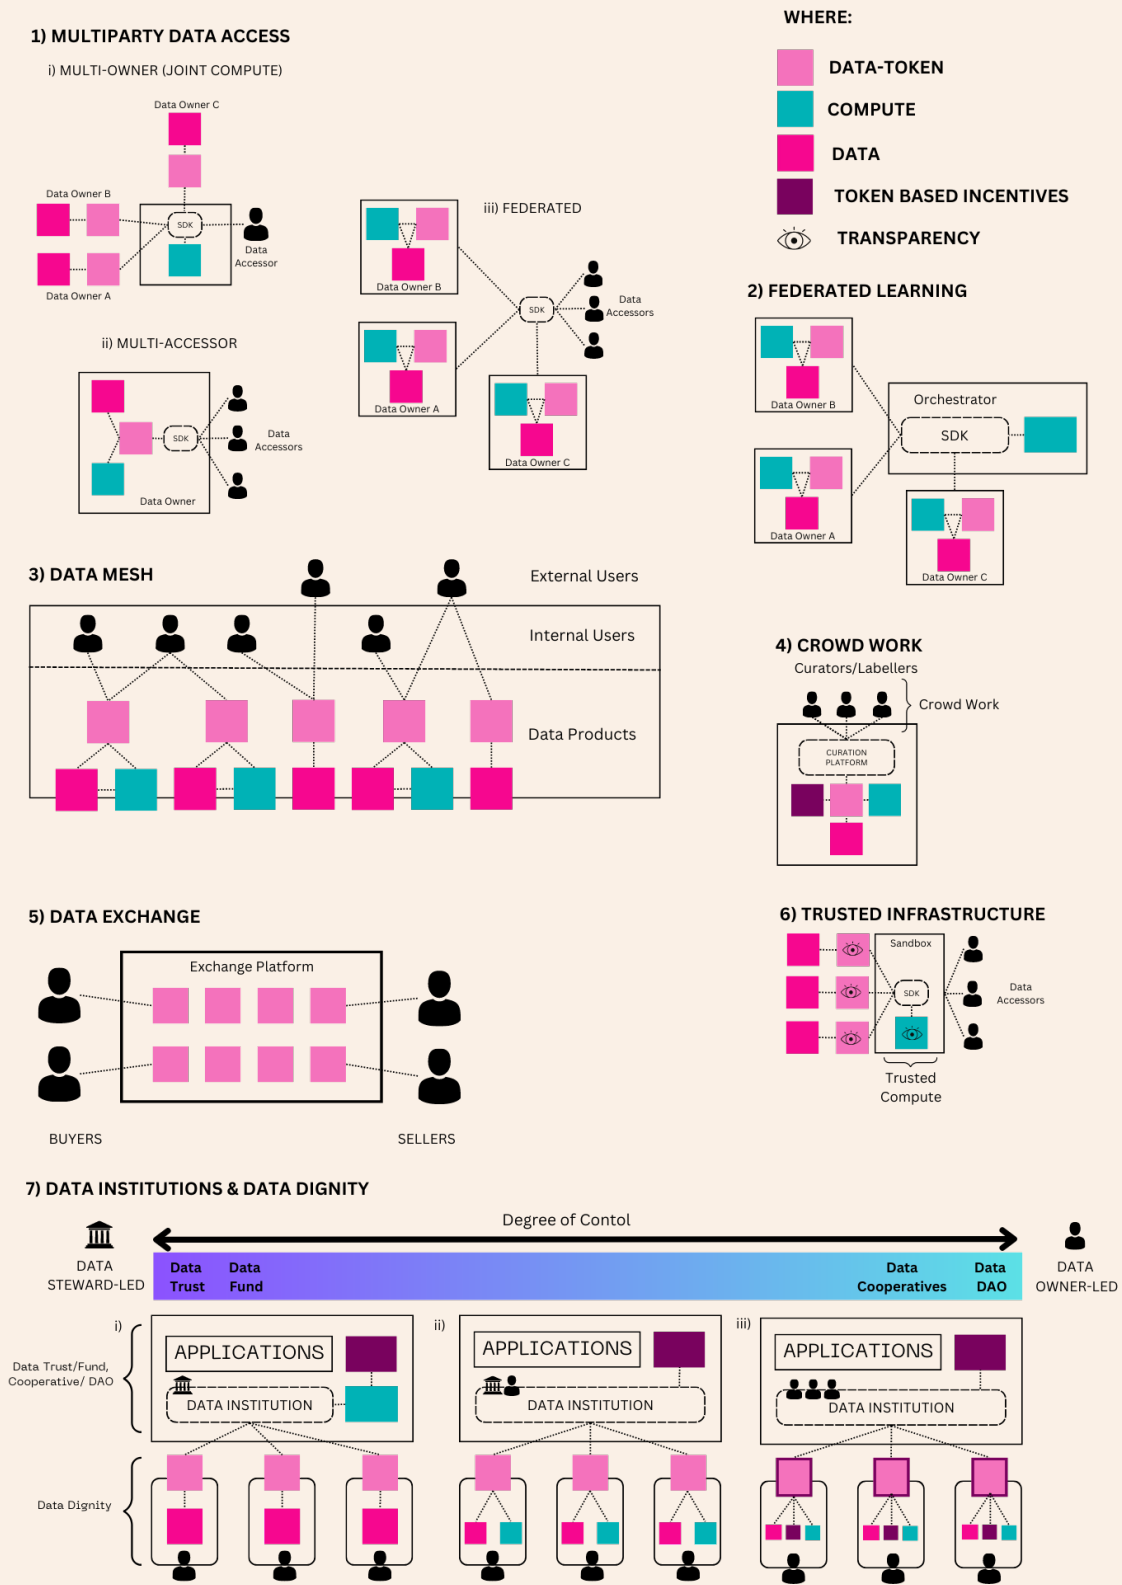 WHERE:
DATA-TOKEN
COMPUTE
DATA
TOKEN BASED INCENTIVES
TRANSPARENCY
1) MULTIPARTY DATA ACCESS
i) MULTI-OWNER (JOINT COMPUTE)
Data Owner C
Data Owner B
SDK
Data
Accessor
Data Owner A
ii) MULTI-ACCESSOR
SDK
Data
Accessors
Data Owner
iii) FEDERATED
Data Owner B
SDK
Data
Accessors
Data Owner A
Data Owner C
2) FEDERATED LEARNING
Data Owner B
Orchestrator
SDK
Data Owner A
Data Owner C
3) DATA MESH
External Users
Internal Users
Data Products
4) CROWD WORK
Curators/Labellers
Crowd Work
CURATION
PLATFORM
5) DATA EXCHANGE
Exchange Platform
BUYERS
SELLERS
6) TRUSTED INFRASTRUCTURE
Sandbox
SDK
Data
Accessors
Trusted
Compute
7) DATA INSTITUTIONS & DATA DIGNITY
Degree of Contol
DATA
STEWARD-LED
Data
Trust
Data
Fund
Data
Cooperatives
Data
DAO
DATA
OWNER-LED
Data Trust/Fund,
Cooperative/ DAO
i)
APPLICATIONS
DATA INSTITUTION
ii)
APPLICATIONS
DATA INSTITUTION
iii)
APPLICATIONS
DATA INSTITUTION
Data Dignity